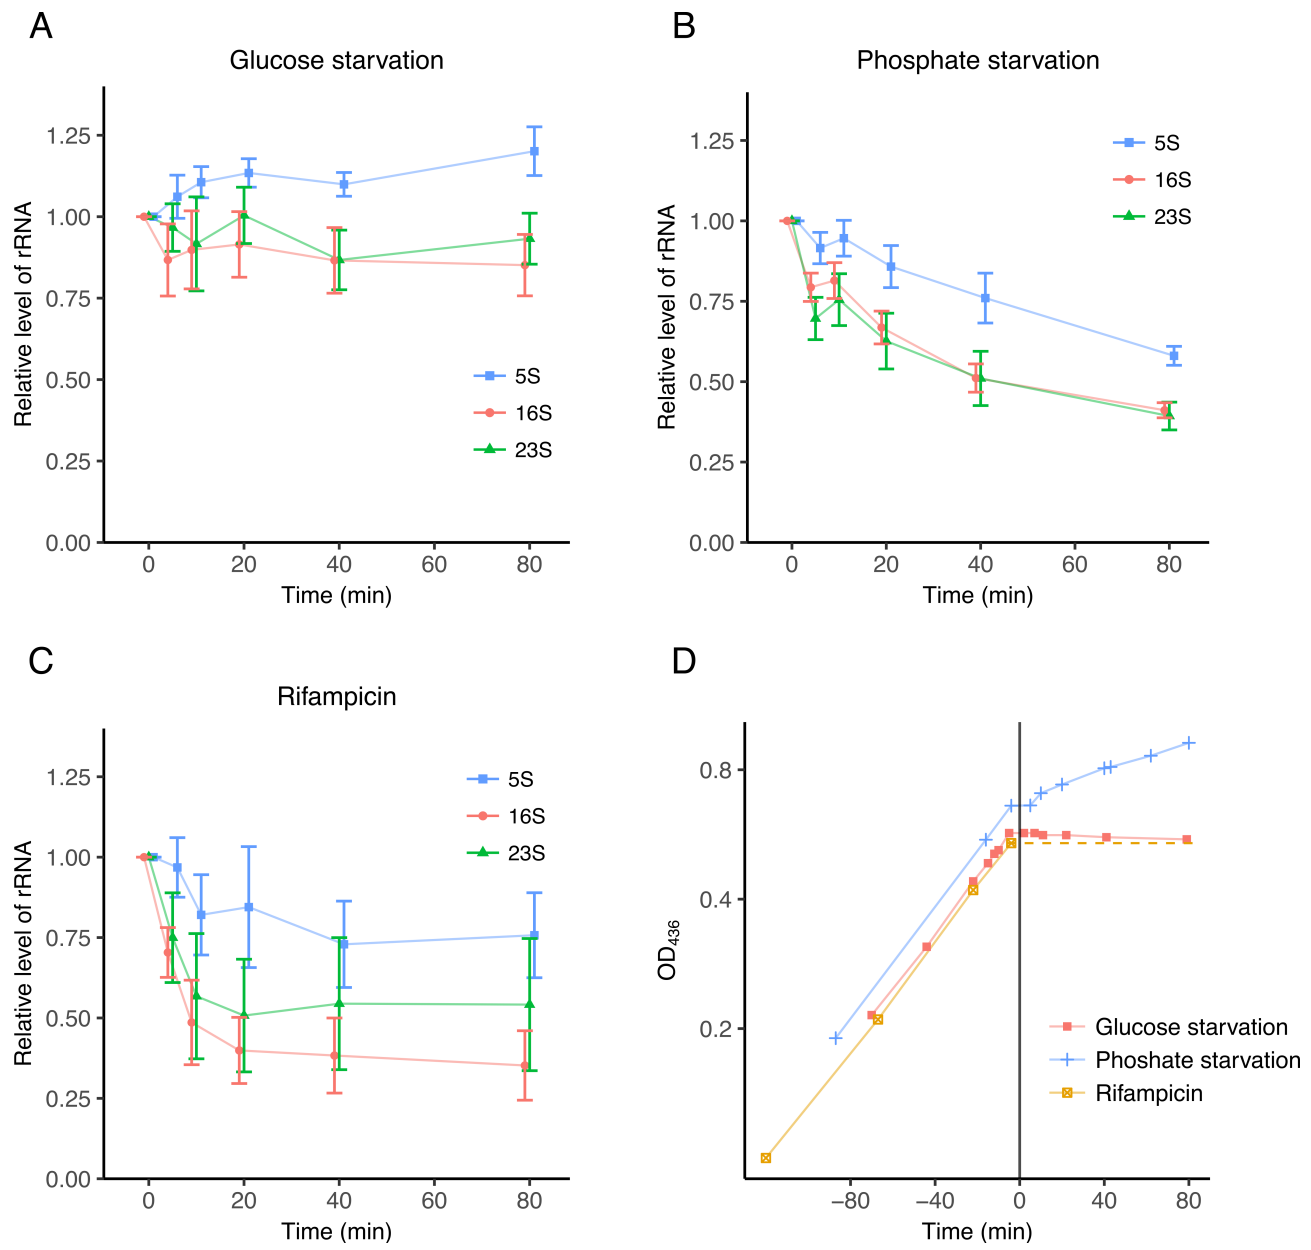 A
Glucose starvation
1.25
1.00
0.75
0.50
0.25
0.00
Relative level of rRNA
5S
16S
23S
0 20 40 60 80
Time (min)
B
Phosphate starvation
1.25
1.00
0.75
0.50
0.25
0.00
Relative level of rRNA
5S
16S
23S
0 20 40 60 80
Time (min)
C
Rifampicin
1.25
1.00
0.75
0.50
0.25
0.00
Relative level of rRNA
5S
16S
23S
0 20 40 60 80
Time (min)
D
0.8
0.4
0.2
OD436
Glucose starvation
Phoshate starvation
Rifampicin
−80 −40 0 40 80
Time (min)